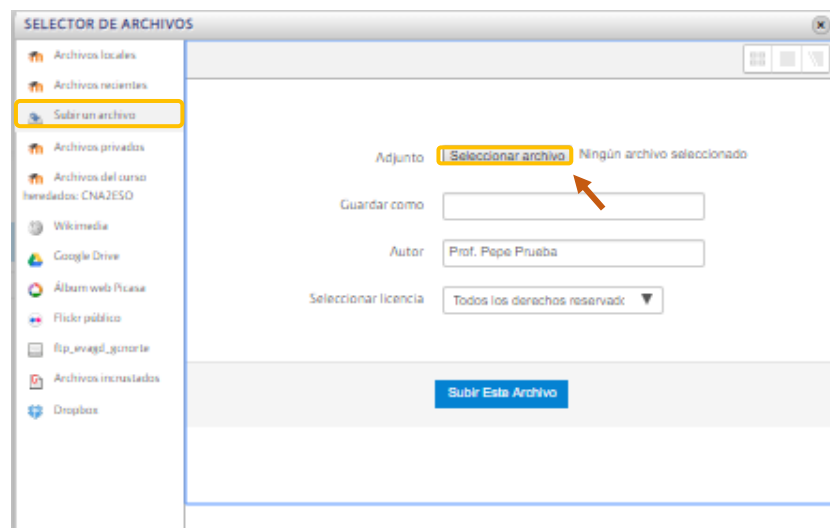 SELECTOR DE ARCHIVOS
Archivos locales
Archivos recientes
Subir un archivo
Archivos privados
Archivos del curso
heredados: CNA2ESO
Wikimedia
Google Drive
Álbum web Picasa
Flickr público
ftp_evagd_gcnorte
Archivos incrustados
Dropbox
Adjunto Seleccionar archivo Ningún archivo seleccionado
Guardar como
Autor Prof. Pepe Prueba
Seleccionar licencia Todos los derechos reservadc
Subir Este Archivo